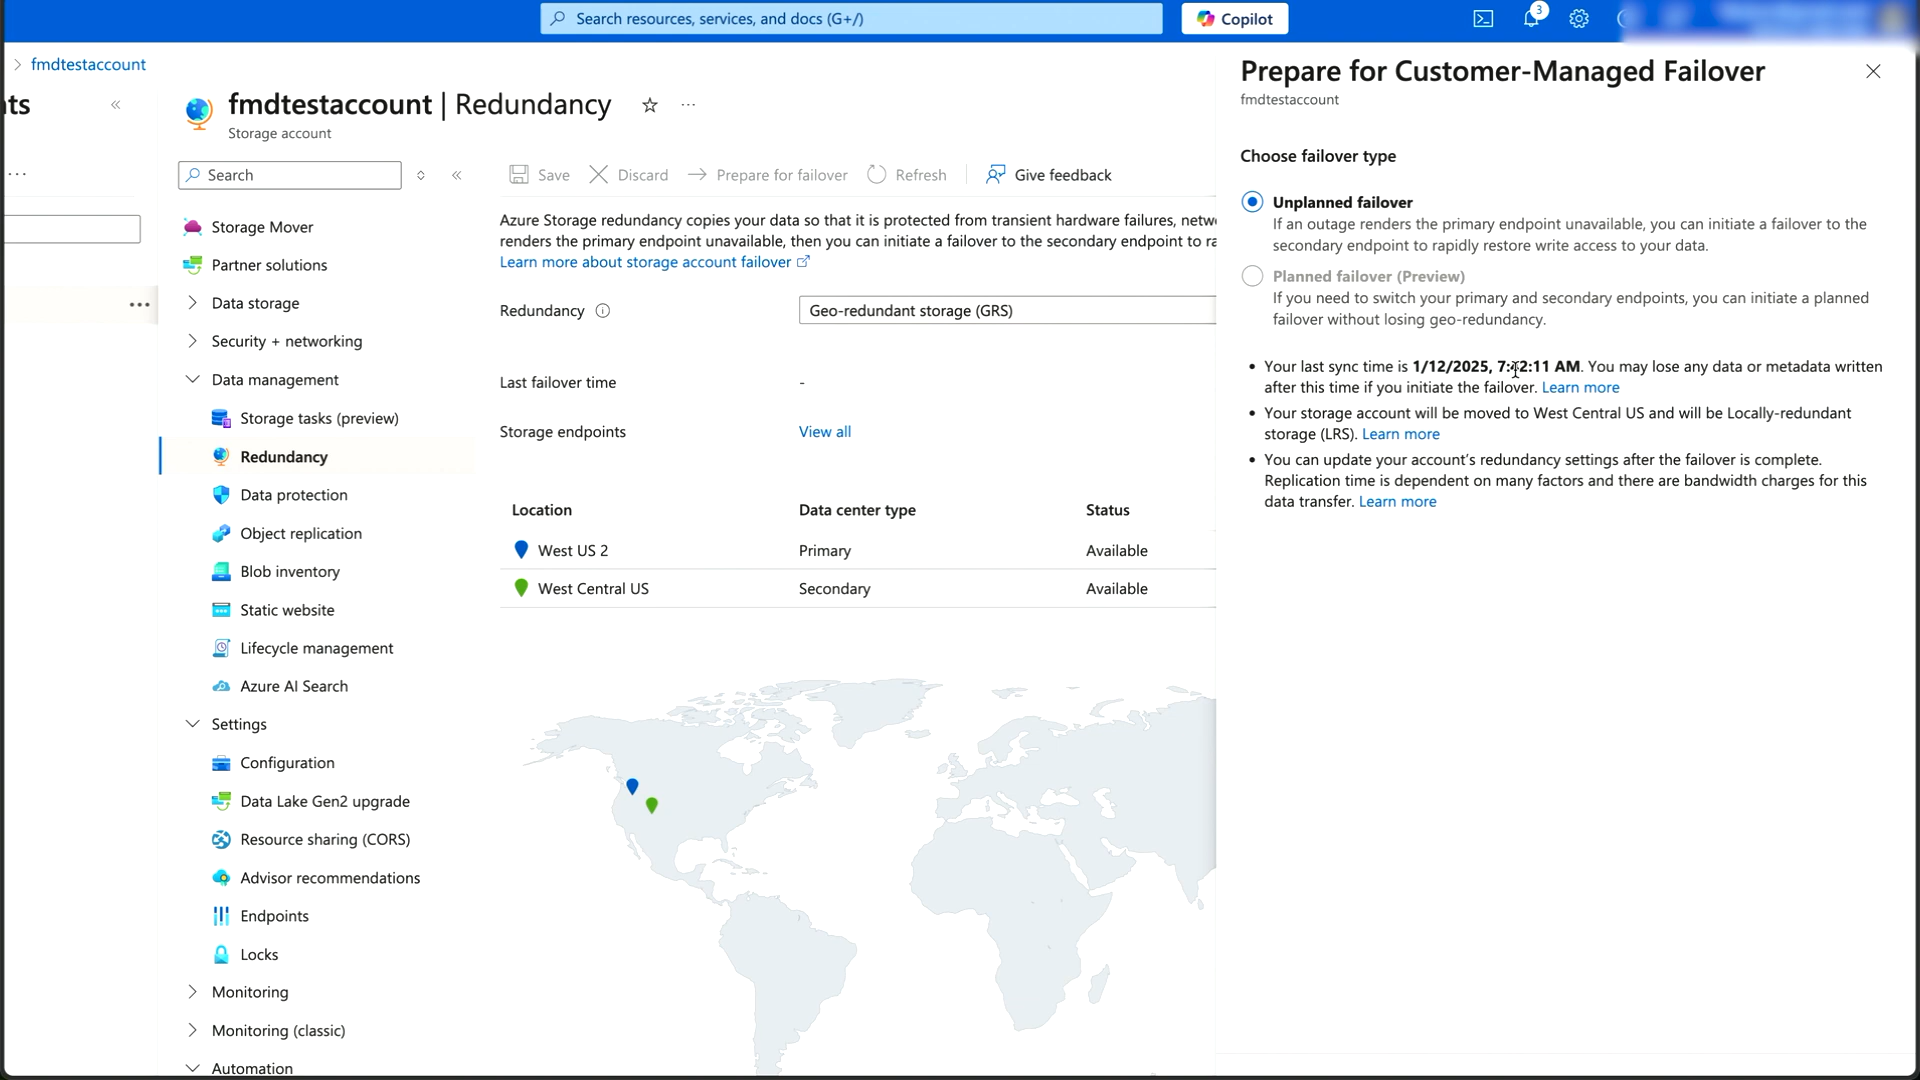 Search resources, services, and docs (G+/)
Copilot
3
fmdtestaccount
fmdtestaccount | Redundancy
Storage account
Search
Storage Mover
Partner solutions
Data storage
Security + networking
Data management
Storage tasks (preview)
Redundancy
Data protection
Object replication
Blob inventory
Static website
Lifecycle management
Azure AI Search
Settings
Configuration
Data Lake Gen2 upgrade
Resource sharing (CORS)
Advisor recommendations
Endpoints
Locks
Monitoring
Monitoring (classic)
Automation
Save
Discard
Prepare for failover
Refresh
Give feedback
Azure Storage redundancy copies your data so that it is protected from transient hardware failures,
renders the primary endpoint unavailable, then you can initiate a failover to the secondary endpoint to
Learn more about storage account failover
Redundancy
Geo-redundant storage (GRS)
Last failover time
-
Storage endpoints
View all
Location Data center type Status
West US 2 Primary Available
West Central US Secondary Available
Prepare for Customer-Managed Failover
fmdtestaccount
Choose failover type
Unplanned failover
If an outage renders the primary endpoint unavailable, you can initiate a failover to the
secondary endpoint to rapidly restore write access to your data.
Planned failover (Preview)
If you need to switch your primary and secondary endpoints, you can initiate a planned
failover without losing geo-redundancy.
• Your last sync time is 1/12/2025, AM. You may lose any data or metadata written
after this time if you initiate the failover. Learn more
• Your storage account will be moved to West Central US and will be Locally-redundant
storage (LRS). Learn more
• You can update your account's redundancy settings after the failover is complete.
Replication time is dependent on many factors and there are bandwidth charges for this
data transfer. Learn more